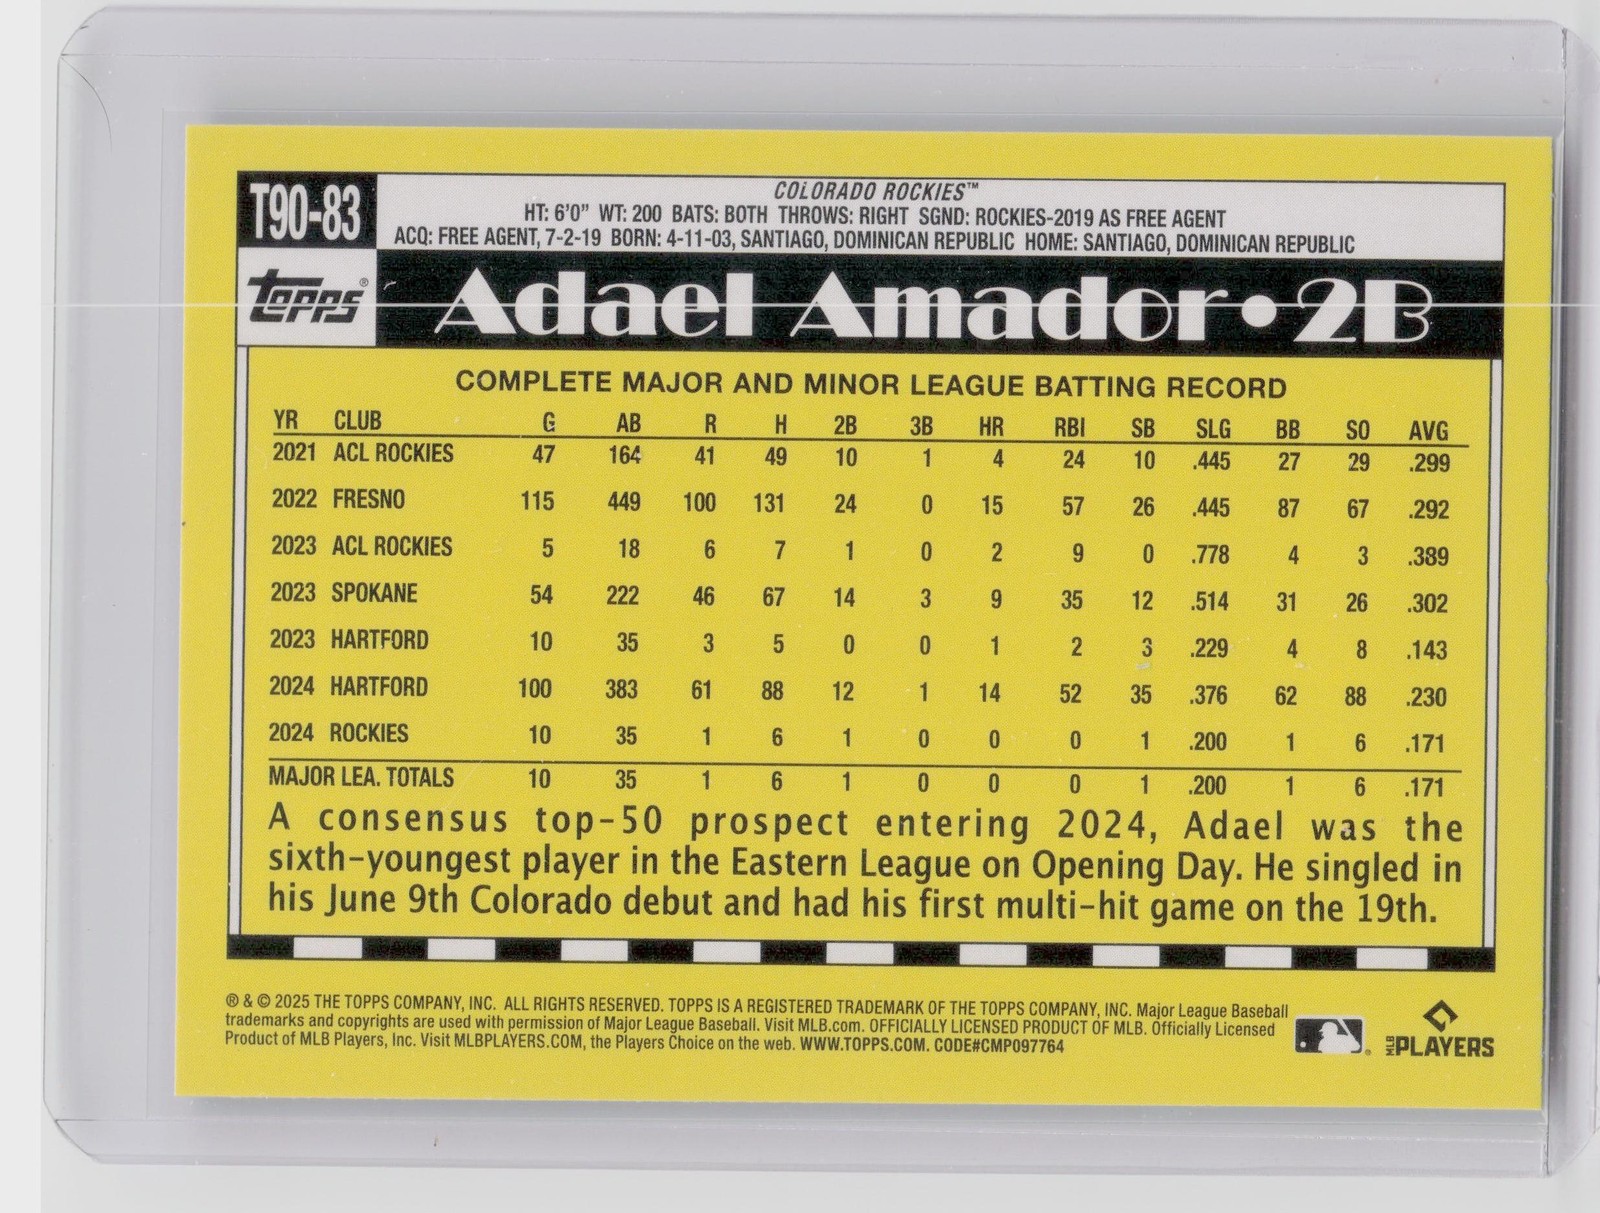 T90-83
COLORADO ROCKIES™
HT: 6'0" WT: 200 BATS: BOTH THROWS: RIGHT SGND: ROCKIES-2019 AS FREE AGENT
ACQ: FREE AGENT, 7-2-19 BORN: 4-11-03, SANTIAGO, DOMINICAN REPUBLIC HOME: SANTIAGO, DOMINICAN REPUBLIC
topps®
Adael Amador•2B
COMPLETE MAJOR AND MINOR LEAGUE BATTING RECORD
YR CLUB G AB R H 2B 3B HR RBI SB SLG BB SO AVG
2021 ACL ROCKIES 47 164 41 49 10 1 4 24 10 .445 27 29 .299
2022 FRESNO 115 449 100 131 24 0 15 57 26 .445 87 67 .292
2023 ACL ROCKIES 5 18 6 7 1 0 2 9 0 .778 4 3 .389
2023 SPOKANE 54 222 46 67 14 3 9 35 12 .514 31 26 .302
2023 HARTFORD 10 35 3 5 0 0 1 2 3 .229 4 8 .143
2024 HARTFORD 100 383 61 88 12 1 14 52 35 .376 62 88 .230
2024 ROCKIES 10 35 1 6 1 0 0 0 1 .200 1 6 .171
MAJOR LEA. TOTALS 10 35 1 6 1 0 0 0 1 .200 1 6 .171
A consensus top-50 prospect entering 2024, Adael was the
sixth-youngest player in the Eastern League on Opening Day. He singled in
his June 9th Colorado debut and had his first multi-hit game on the 19th.
® & © 2025 THE TOPPS COMPANY, INC. ALL RIGHTS RESERVED. TOPPS IS A REGISTERED TRADEMARK OF THE TOPPS COMPANY, INC. Major League Baseball
trademarks and copyrights are used with permission of Major League Baseball. Visit MLB.com. OFFICIALLY LICENSED PRODUCT OF MLB. Officially Licensed
Product of MLB Players, Inc. Visit MLBPLAYERS.COM, the Players Choice on the web. WWW.TOPPS.COM. CODE#CMP097764
MLB PLAYERS